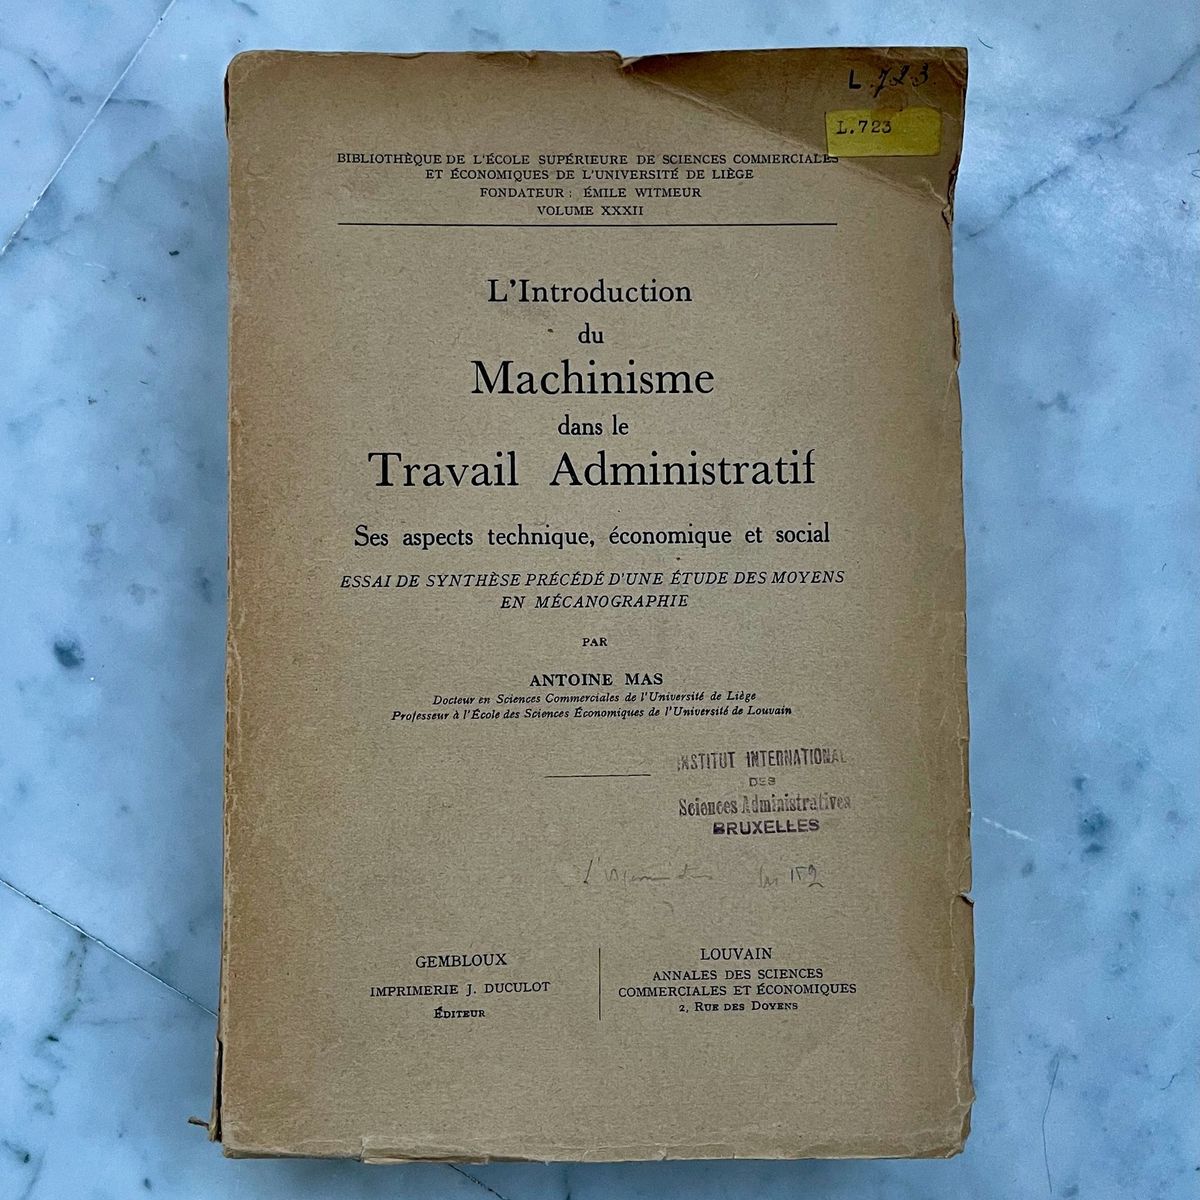 L.723
L.723
BIBLIOTHÈQUE DE L'ÉCOLE SUPÉRIEURE DE SCIENCES COMMERCIALES
ET ÉCONOMIQUES DE L'UNIVERSITÉ DE LIÈGE
FONDATEUR : ÉMILE WITMEUR
VOLUME XXXII
L'Introduction
du
Machinisme
dans le
Travail Administratif
Ses aspects technique, économique et social
ESSAI DE SYNTHÈSE PRÉCÉDÉ D'UNE ÉTUDE DES MOYENS
EN MÉCANOGRAPHIE
PAR
ANTOINE MAS
Docteur en Sciences Commerciales de l'Université de Liège
Professeur à l'École des Sciences Économiques de l'Université de Louvain
INSTITUT INTERNATIONAL
DES
Sciences Administratives
BRUXELLES
GEMBLOUX
IMPRIMERIE J. DUCULOT
ÉDITEUR
LOUVAIN
ANNALES DES SCIENCES
COMMERCIALES ET ÉCONOMIQUES
2, RUE DES DOYENS